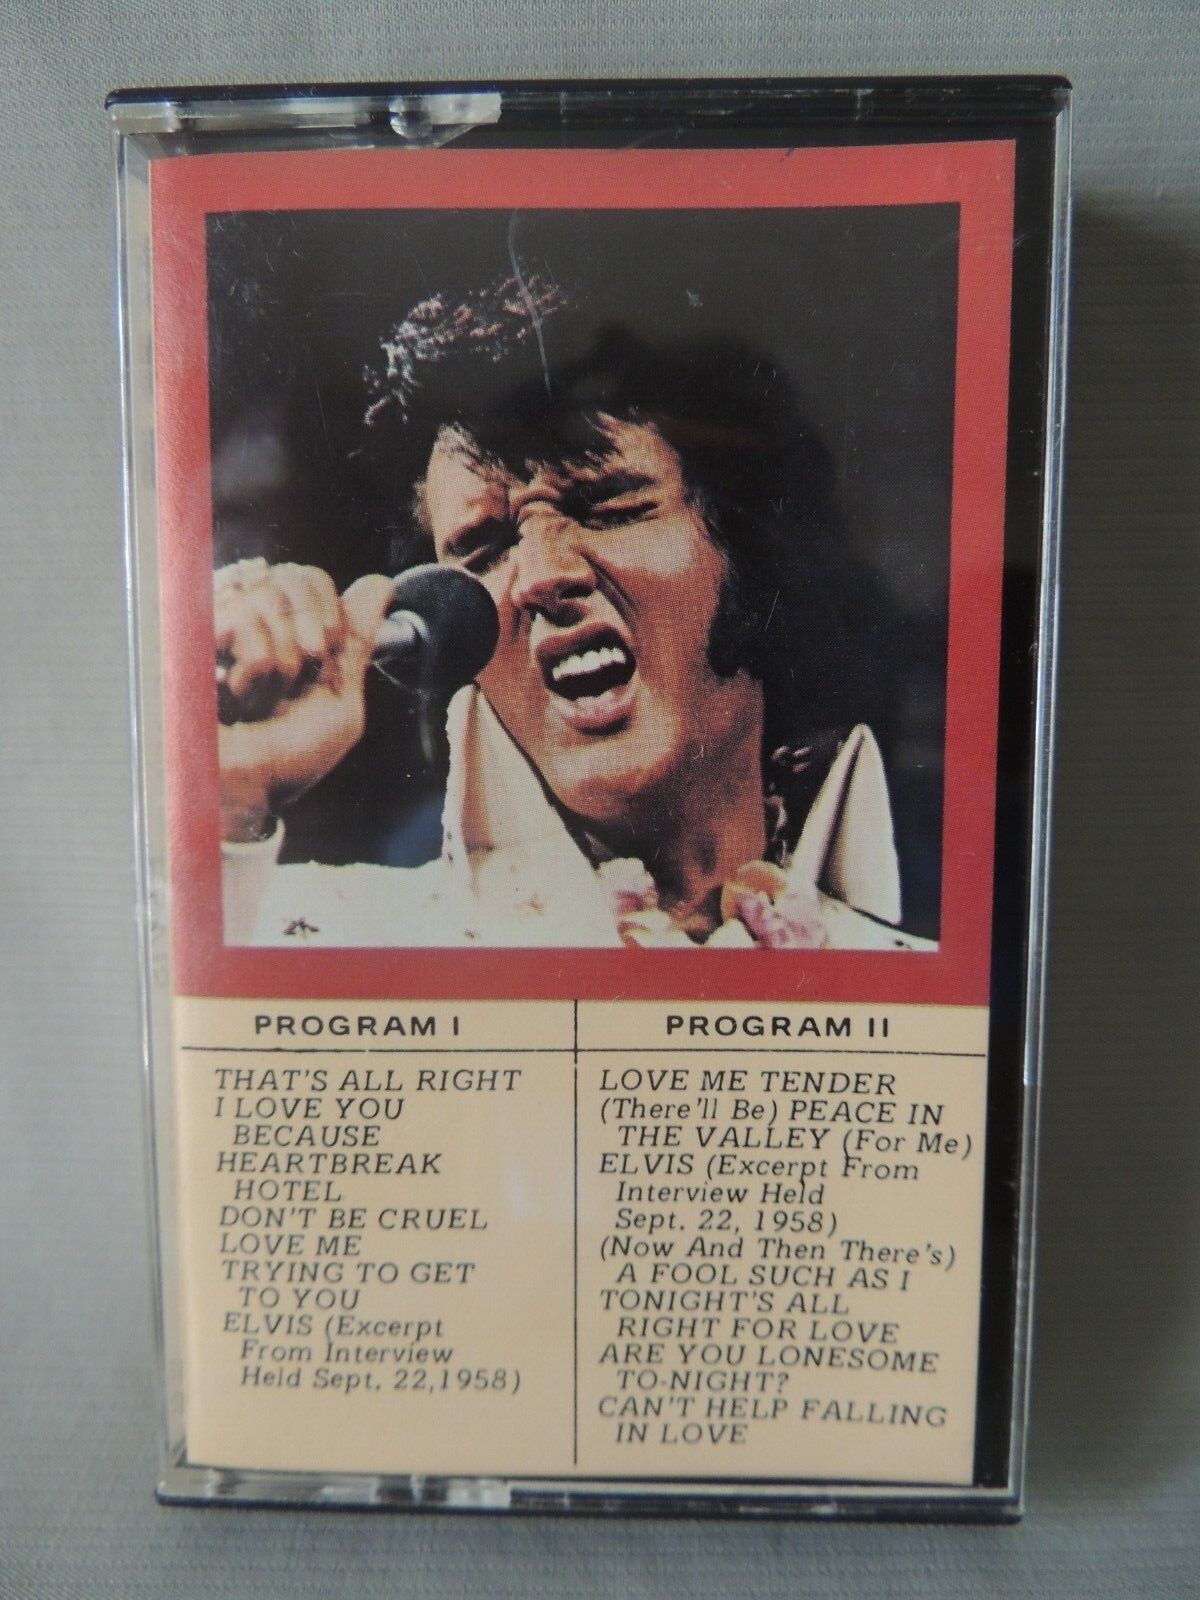 PROGRAM I
THAT'S ALL RIGHT
I LOVE YOU
BECAUSE
HEARTBREAK
HOTEL
DON'T BE CRUEL
LOVE ME
TRYING TO GET
TO YOU
ELVIS (Excerpt
From Interview
Held Sept. 22,1958)
PROGRAM II
LOVE ME TENDER
(There'll Be) PEACE IN
THE VALLEY (For Me)
ELVIS (Excerpt From
Interview Held
Sept. 22, 1958)
(Now And Then There's)
A FOOL SUCH AS I
TONIGHT'S ALL
RIGHT FOR LOVE
ARE YOU LONESOME
TO-NIGHT?
CAN'T HELP FALLING
IN LOVE